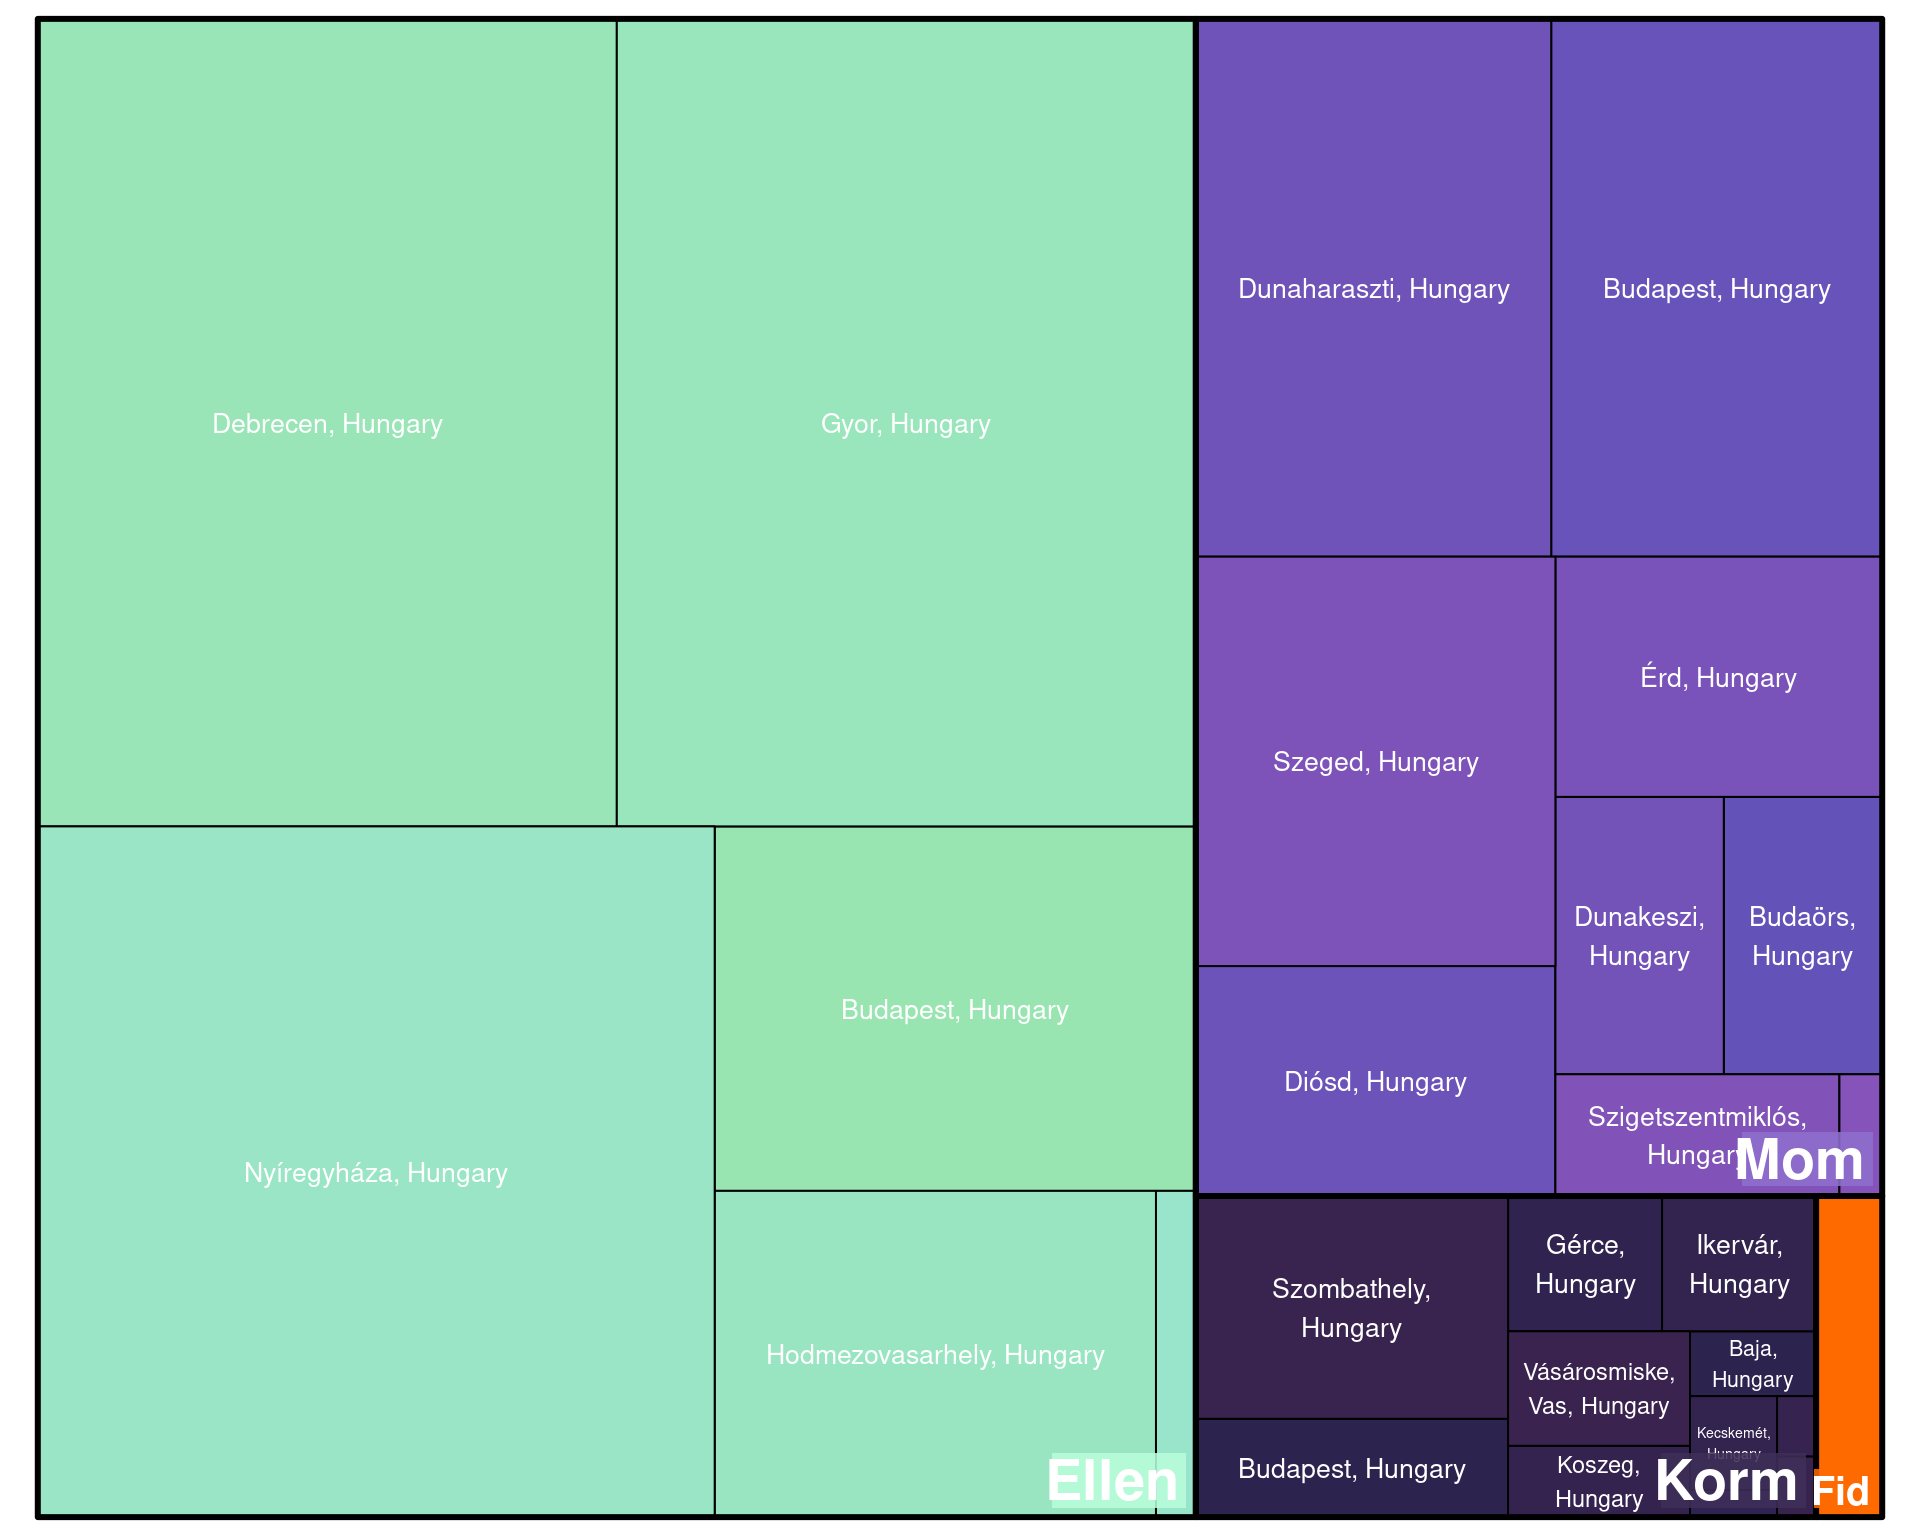 Debrecen, Hungary
Gyor, Hungary
Nyíregyháza, Hungary
Budapest, Hungary
Hodmezovasarhely, Hungary
Ellen
Dunaharaszti, Hungary
Budapest, Hungary
Szeged, Hungary
Érd, Hungary
Diósd, Hungary
Dunakeszi,
Hungary
Budaörs,
Hungary
Szigetszentmiklós,
Hungary
Mom
Szombathely,
Hungary
Budapest, Hungary
Gérce,
Hungary
Ikervár,
Hungary
Vásárosmiske,
Vas, Hungary
Baja,
Hungary
Kecskemét,
Hungary
Koszeg,
Hungary
Korm
Fid